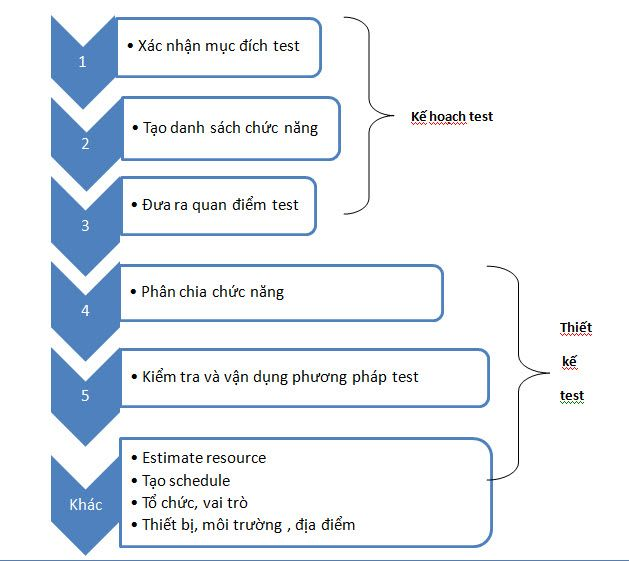 1
• Xác nhận mục đích test
2
• Tạo danh sách chức năng
3
• Đưa ra quan điểm test
Kế hoạch test
4
• Phân chia chức năng
5
• Kiểm tra và vận dụng phương pháp test
Khác
• Estimate resource
• Tạo schedule
• Tổ chức, vai trò
• Thiết bị, môi trường , địa điểm
Thiết
kế
test